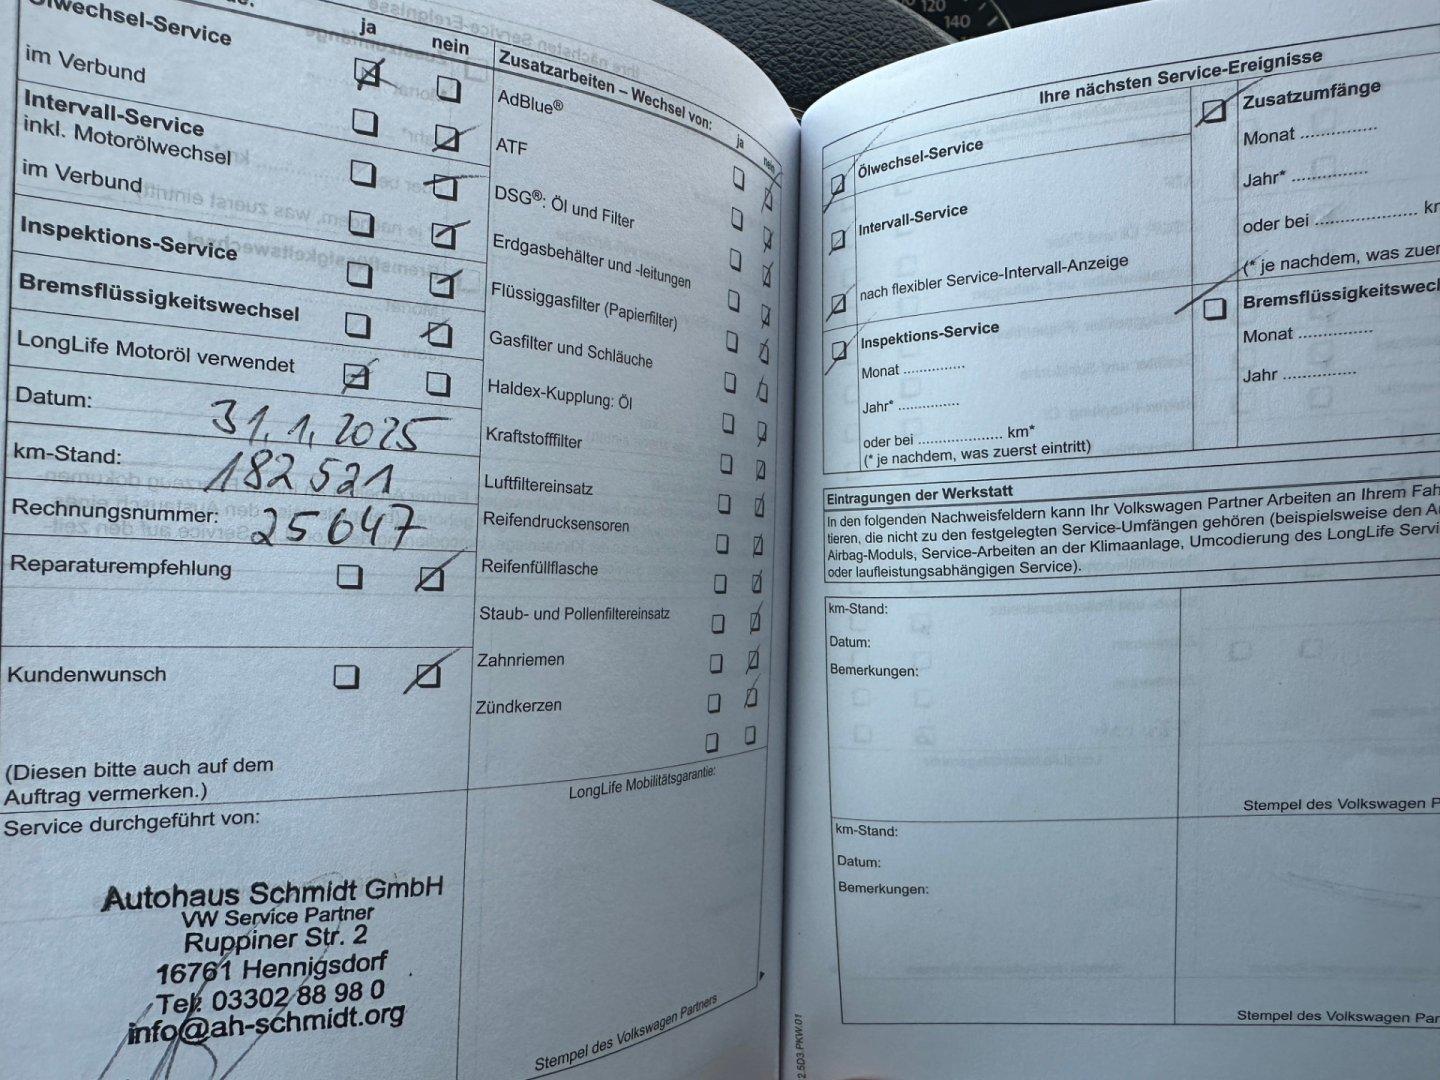 Ölwechsel-Service
ja
nein
im Verbund
Intervall-Service
inkl. Motorölwechsel
im Verbund
Inspektions-Service
Bremsflüssigkeitswechsel
LongLife Motoröl verwendet
Datum: 31.1.2025
km-Stand: 182521
Rechnungsnummer: 25047
Reparaturempfehlung
Kundenwunsch
(Diesen bitte auch auf dem
Auftrag vermerken.)
Service durchgeführt von:
Autohaus Schmidt GmbH
VW Service Partner
Ruppiner Str. 2
16761 Hennigsdorf
Tel: 03302 88 98 0
info@ah-schmidt.org
Zusatzarbeiten – Wechsel von:
ja
nein
AdBlue®
ATF
DSG®: Öl und Filter
Erdgasbehälter und -leitungen
Flüssiggasfilter (Papierfilter)
Gasfilter und Schläuche
Haldex-Kupplung: Öl
Kraftstofffilter
Luftfiltereinsatz
Reifendrucksensoren
Reifenfüllflasche
Staub- und Pollenfiltereinsatz
Zahnriemen
Zündkerzen
LongLife Mobilitätsgarantie:
Stempel des Volkswagen Partners
120
140
Ihre nächsten Service-Ereignisse
Ölwechsel-Service
Intervall-Service
nach flexibler Service-Intervall-Anzeige
Inspektions-Service
Monat ...............
Jahr* ...............
oder bei .................... km*
(* je nachdem, was zuerst eintritt)
Zusatzumfänge
Monat ...............
Jahr* ...............
oder bei .................... km
(* je nachdem, was zuer
Bremsflüssigkeitswec
Monat ...............
Jahr ...............
Eintragungen der Werkstatt
In den folgenden Nachweisfeldern kann Ihr Volkswagen Partner Arbeiten an Ihrem Fah
tieren, die nicht zu den festgelegten Service-Umfängen gehören (beispielsweise den A
Airbag-Moduls, Service-Arbeiten an der Klimaanlage, Umcodierung des LongLife Servi
oder laufleistungsabhängigen Service).
km-Stand:
Datum:
Bemerkungen:
Stempel des Volkswagen P
km-Stand:
Datum:
Bemerkungen:
Stempel des Volkswagen Par
2.5D3.PKW.01